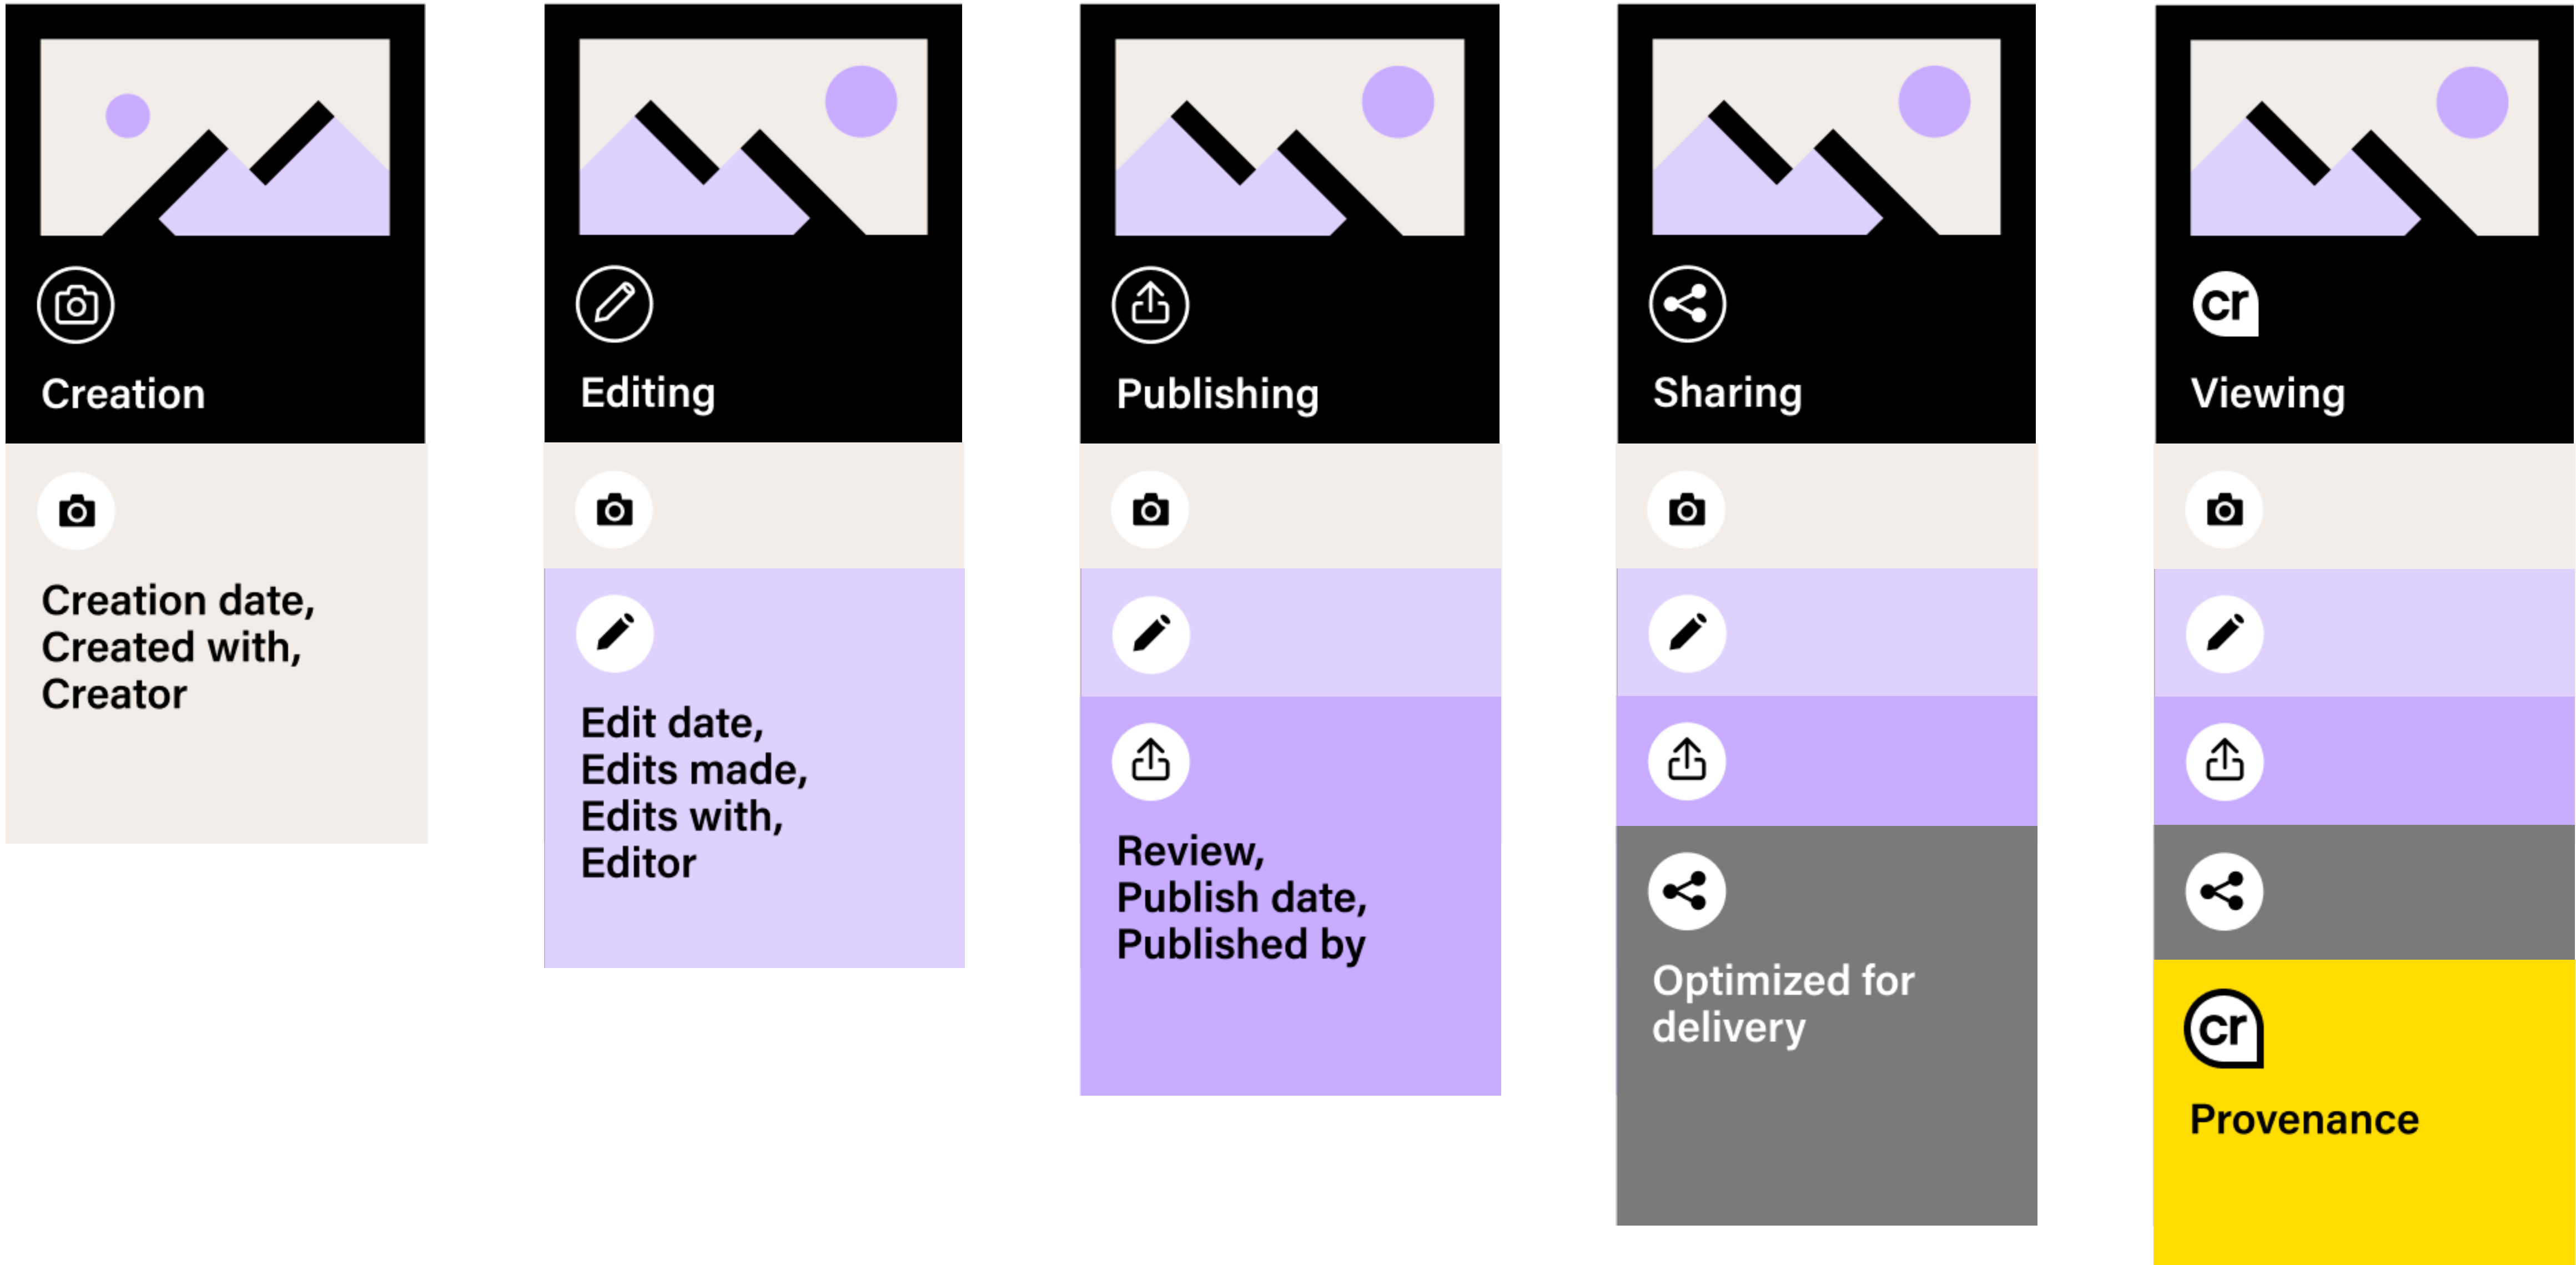 Creation
Creation date,
Created with,
Creator
Editing
Edit date,
Edits made,
Edits with,
Editor
Publishing
Review,
Publish date,
Published by
Sharing
Optimized for
delivery
cr
Viewing
cr
Provenance